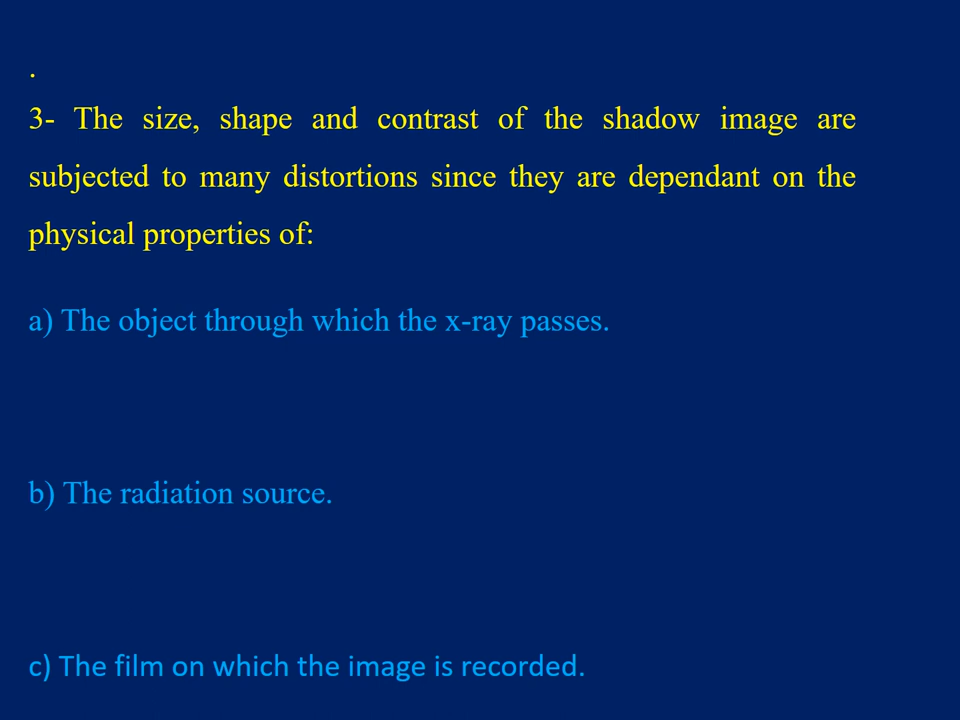 .
3- The size, shape and contrast of the shadow image are
subjected to many distortions since they are dependant on the
physical properties of:
a) The object through which the x-ray passes.
b) The radiation source.
c) The film on which the image is recorded.